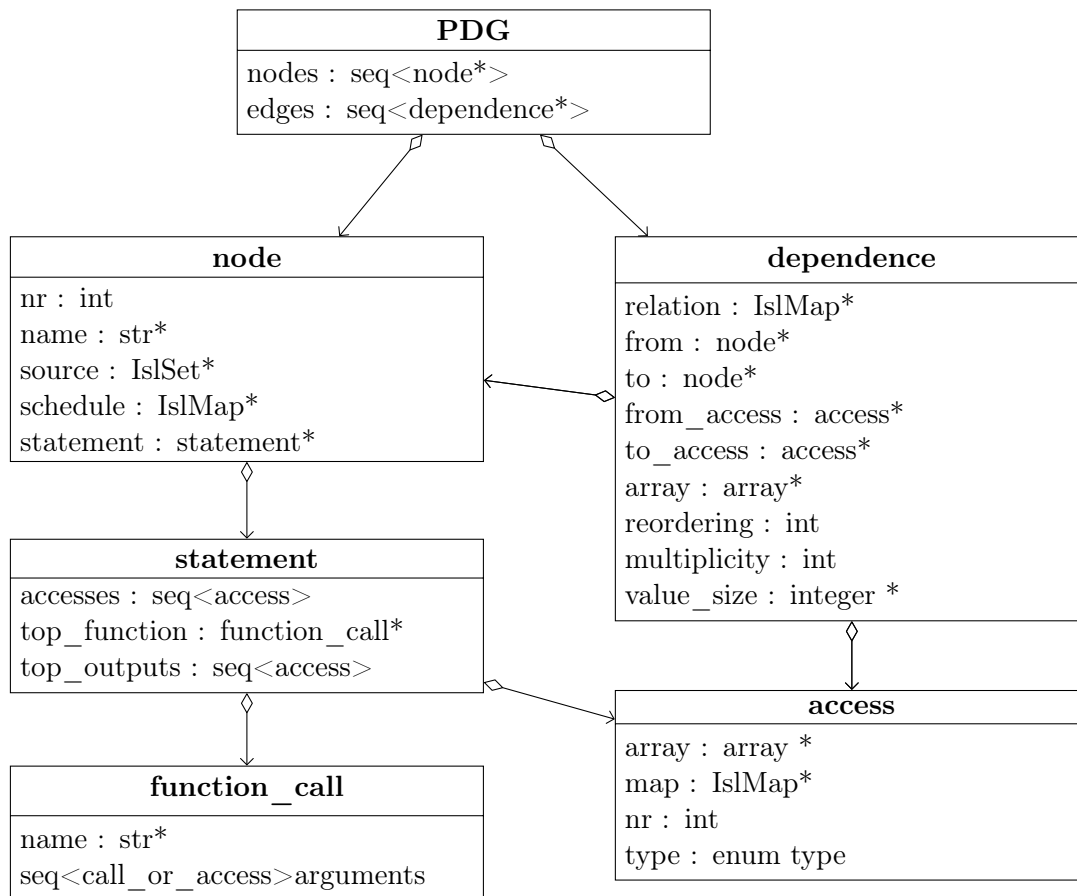 PDG
nodes : seq<node*>
edges : seq<dependence*>
node
nr : int
name : str*
source : IslSet*
schedule : IslMap*
statement : statement*
dependence
relation : IslMap*
from : node*
to : node*
from_access : access*
to_access : access*
array : array*
reordering : int
multiplicity : int
value_size : integer *
statement
accesses : seq<access>
top_function : function_call*
top_outputs : seq<access>
access
array : array *
map : IslMap*
nr : int
type : enum type
function_call
name : str*
seq<call_or_access>arguments